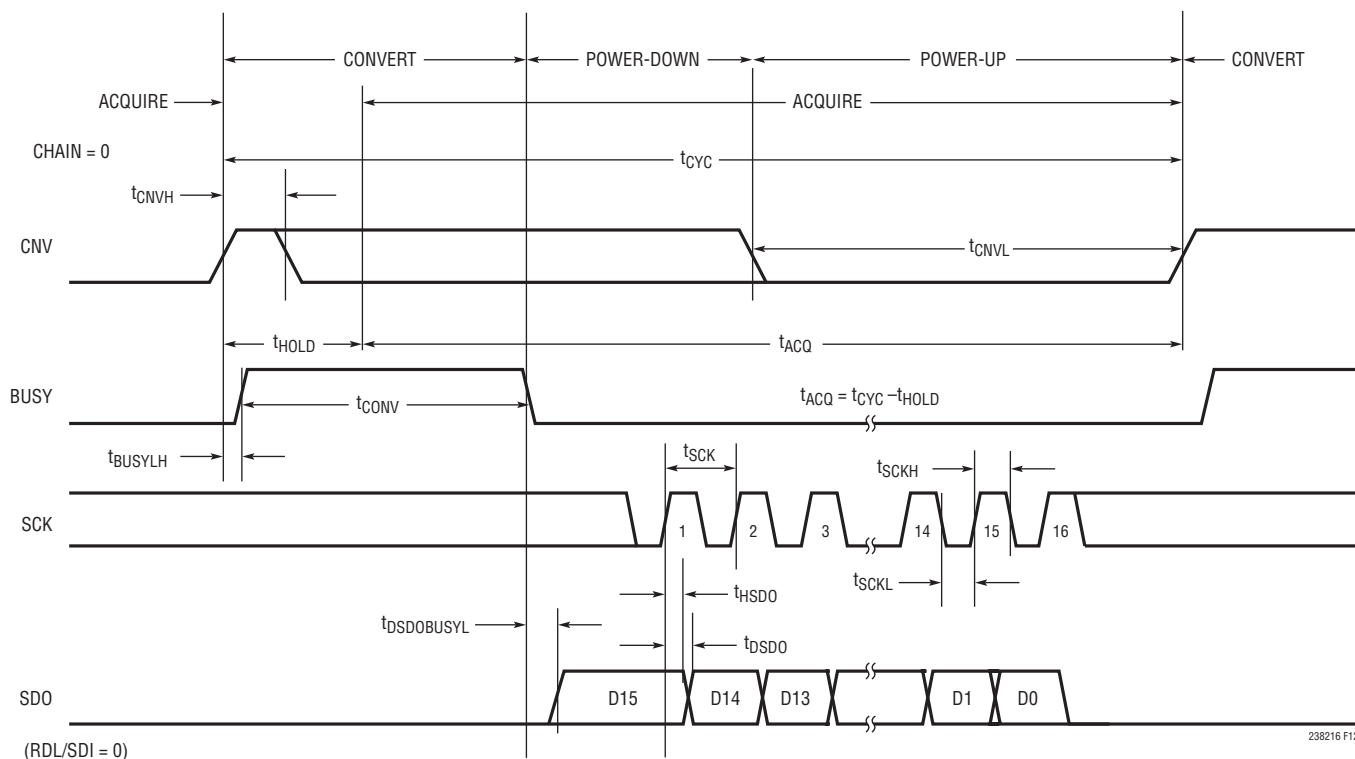 CONVERT POWER-DOWN POWER-UP CONVERT
ACQUIRE ACQUIRE
CHAIN = 0
tCYC
tCNVH
CNV
tCNVL
tHOLD tACQ
BUSY
tCONV
tACQ = tCYC –tHOLD
tBUSYLH
tSCK
tSCKH
SCK
1 2 3 14 15 16
tSCKL
tHSDO
tDSDOBUSYL
tDSDO
SDO
D15 D14 D13 D1 D0
(RDL/SDI = 0)